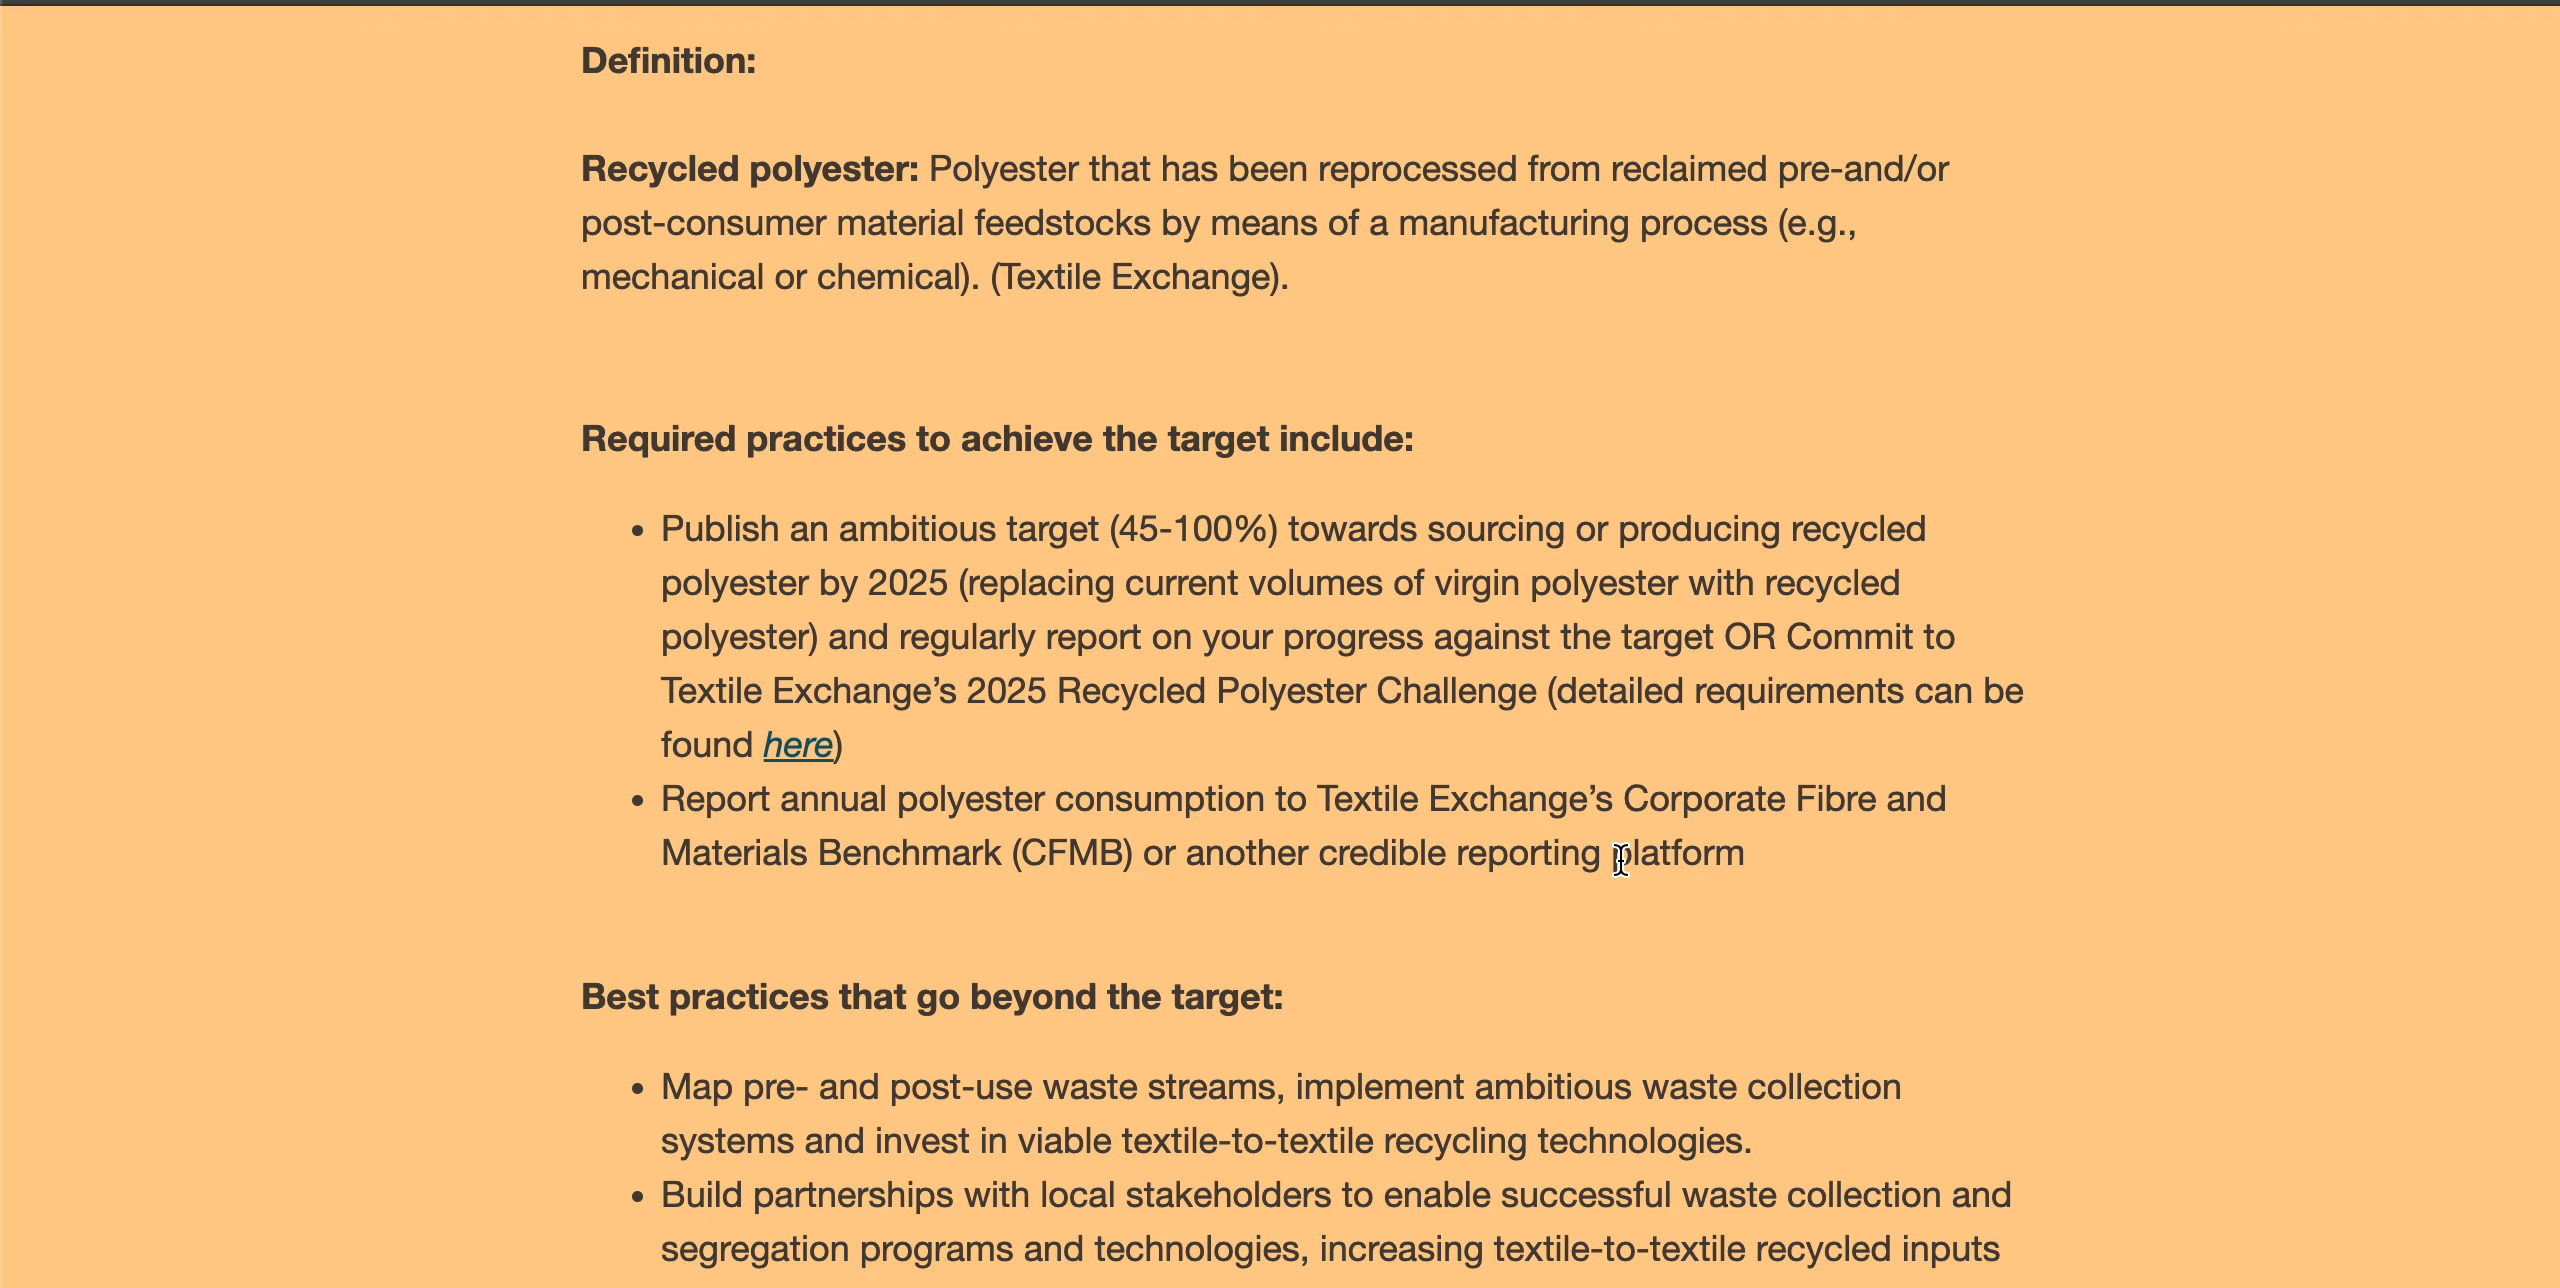 Definition:
Recycled polyester: Polyester that has been reprocessed from reclaimed pre-and/or
post-consumer material feedstocks by means of a manufacturing process (e.g.,
mechanical or chemical). (Textile Exchange).
Required practices to achieve the target include:
• Publish an ambitious target (45-100%) towards sourcing or producing recycled
polyester by 2025 (replacing current volumes of virgin polyester with recycled
polyester) and regularly report on your progress against the target OR Commit to
Textile Exchange’s 2025 Recycled Polyester Challenge (detailed requirements can be
found here)
• Report annual polyester consumption to Textile Exchange’s Corporate Fibre and
Materials Benchmark (CFMB) or another credible reporting platform
Best practices that go beyond the target:
• Map pre- and post-use waste streams, implement ambitious waste collection
systems and invest in viable textile-to-textile recycling technologies.
• Build partnerships with local stakeholders to enable successful waste collection and
segregation programs and technologies, increasing textile-to-textile recycled inputs